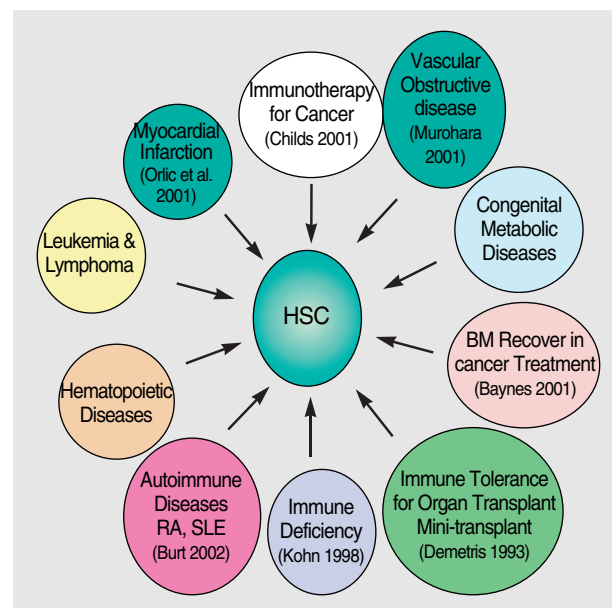 Immunotherapy
for Cancer
(Childs 2001)
Vascular
Obstructive
disease
(Murohara
2001)
Myocardial
Infarction
(Orlic et al.
2001)
Congenital
Metabolic
Diseases
Leukemia &
Lymphoma
HSC
BM Recover in
cancer Treatment
(Baynes 2001)
Hematopoietic
Diseases
Autoimmune
Diseases
RA, SLE
(Burt 2002)
Immune
Deficiency
(Kohn 1998)
Immune Tolerance
for Organ Transplant
Mini-transplant
(Demetris 1993)